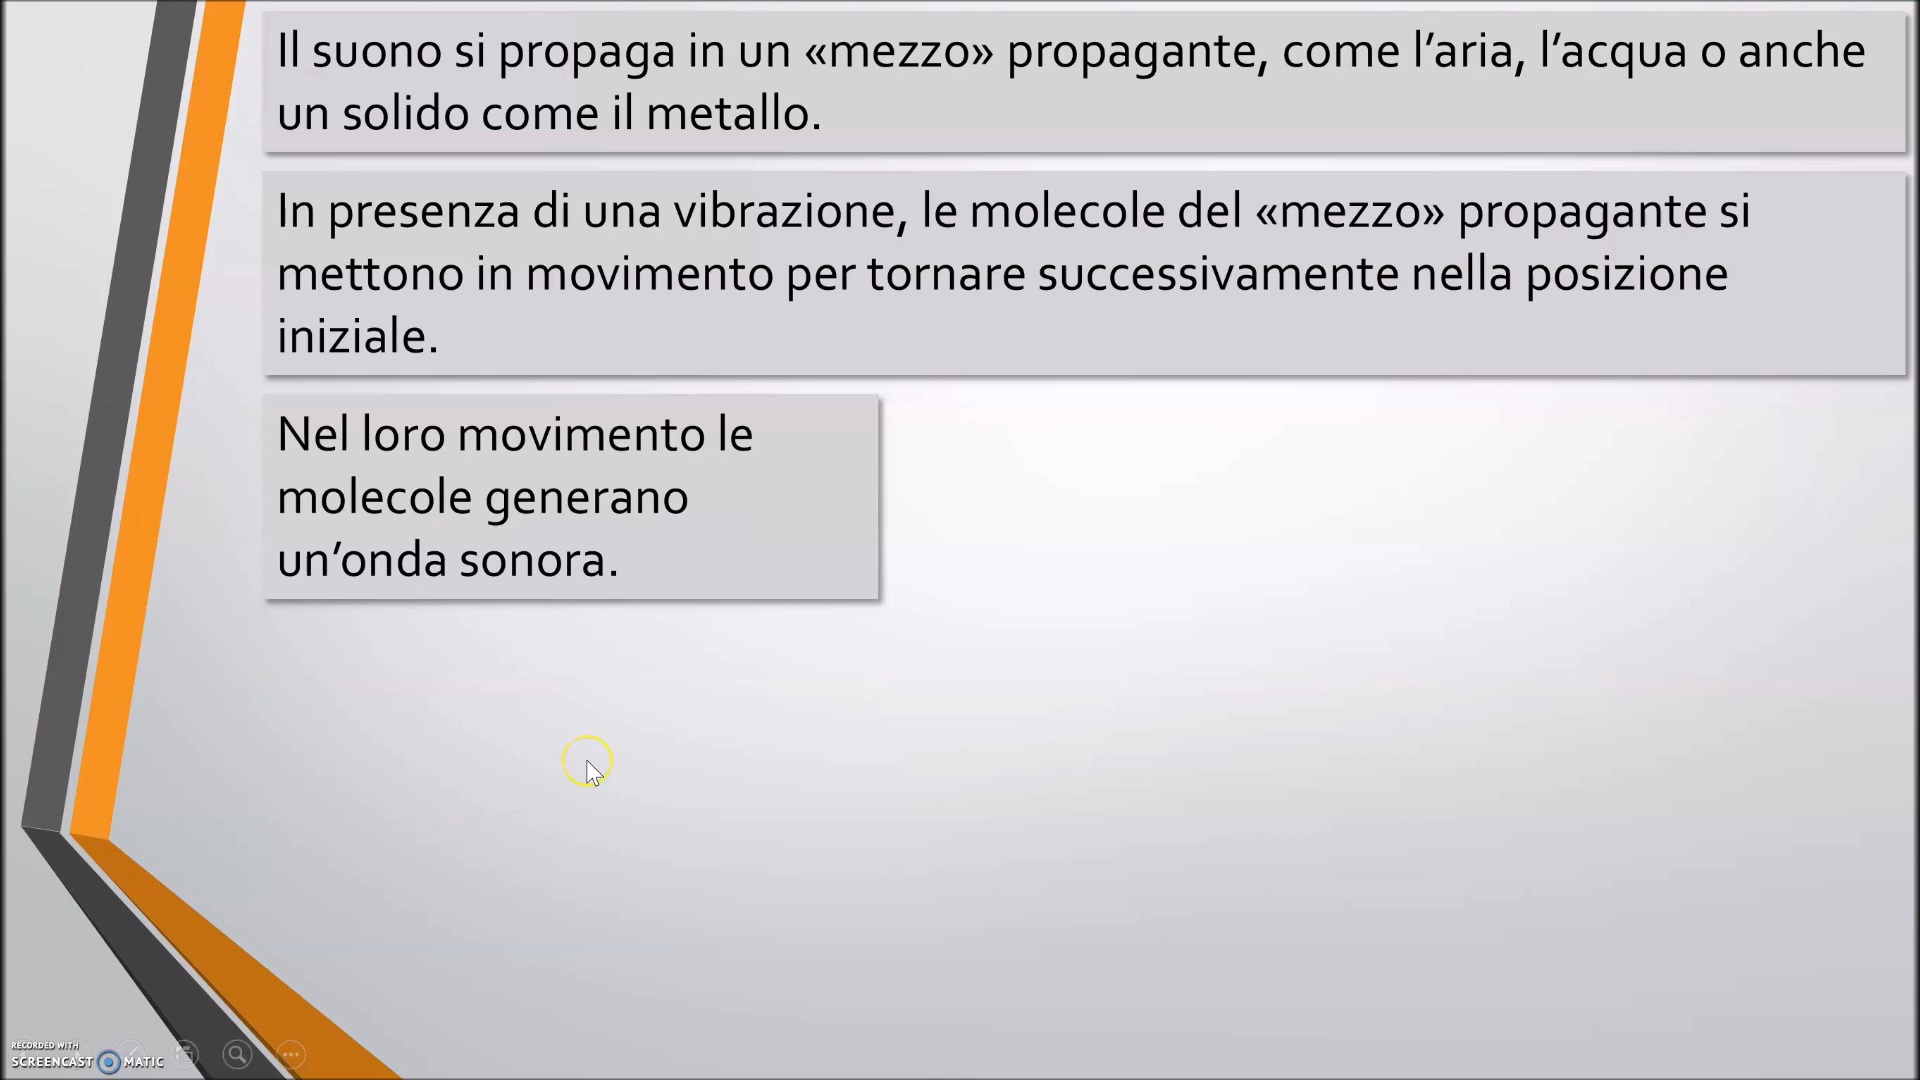 Il suono si propaga in un «mezzo» propagante, come l’aria, l’acqua o anche
un solido come il metallo.
In presenza di una vibrazione, le molecole del «mezzo» propagante si
mettono in movimento per tornare successivamente nella posizione
iniziale.
Nel loro movimento le
molecole generano
un’onda sonora.
RECORDED WITH
SCREENCAST MATIC